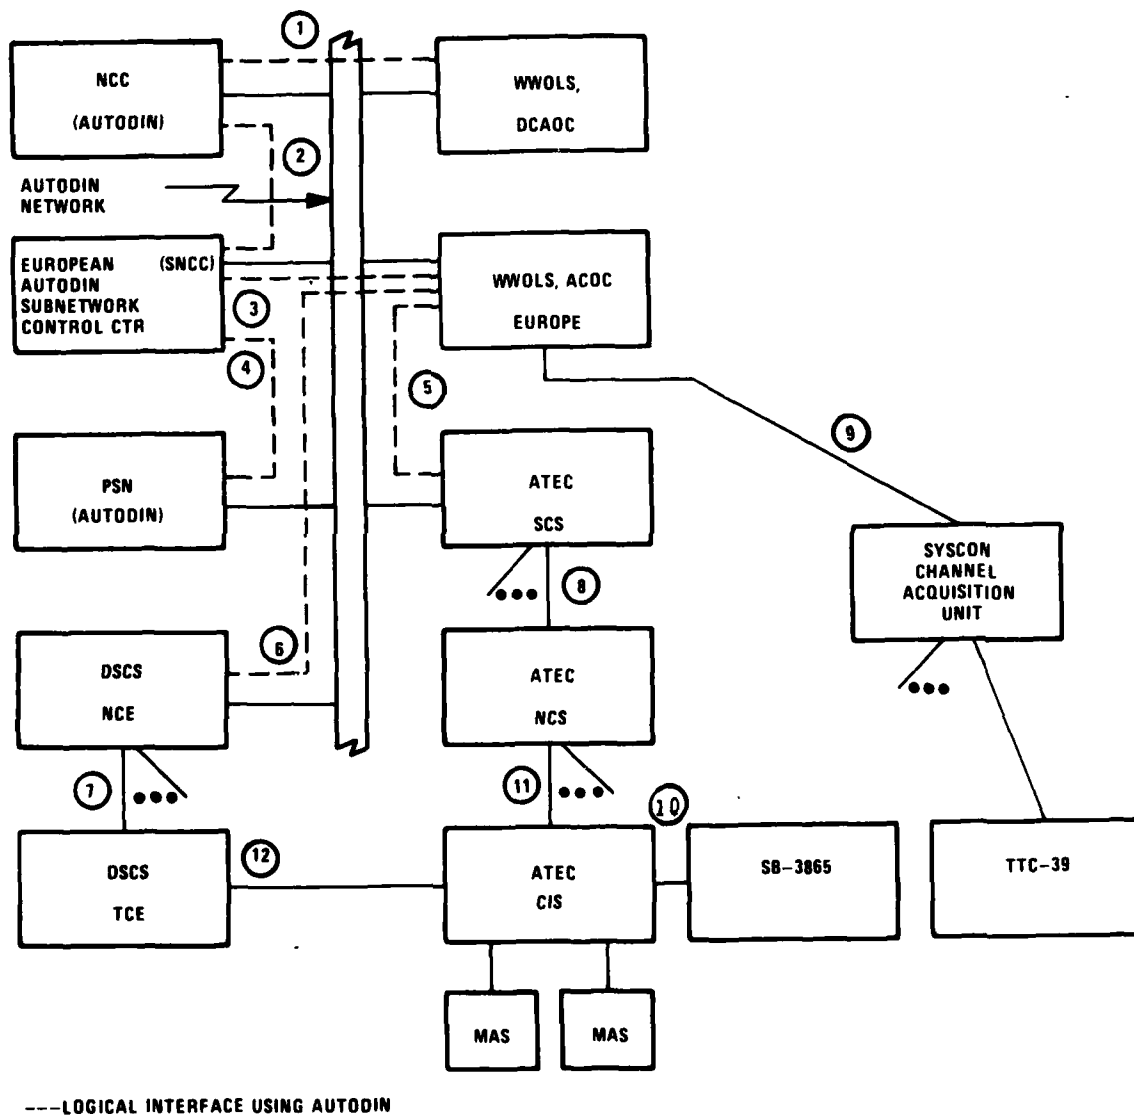 1
NCC
(AUTODIN)
WWOLS,
DCAOC
2
AUTODIN
NETWORK
EUROPEAN (SNCC)
AUTODIN
SUBNETWORK
CONTROL CTR
3
WWOLS, ACOC
EUROPE
4
5
9
PSN
(AUTODIN)
ATEC
SCS
SYSCON
CHANNEL
ACQUISITION
UNIT
8
6
DSCS
NCE
ATEC
NCS
7
11
10
12
DSCS
TCE
ATEC
CIS
SB-3865
TTC-39
MAS
MAS
---LOGICAL INTERFACE USING AUTODIN